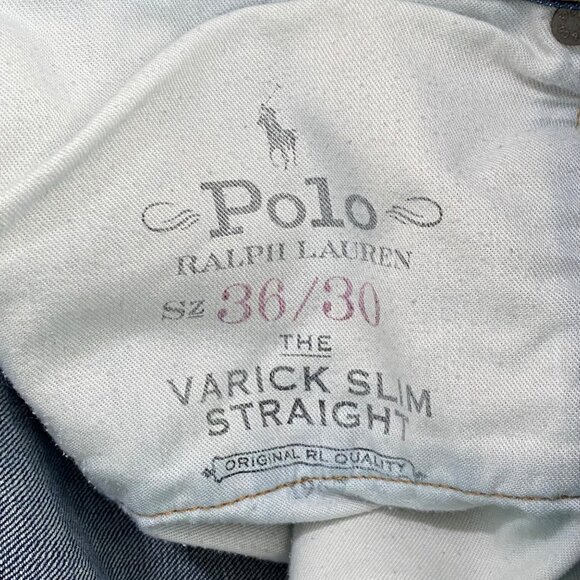 Polo
RALPH LAUREN
SZ 36/30
THE
VARICK SLIM
STRAIGHT
ORIGINAL RL QUALITY